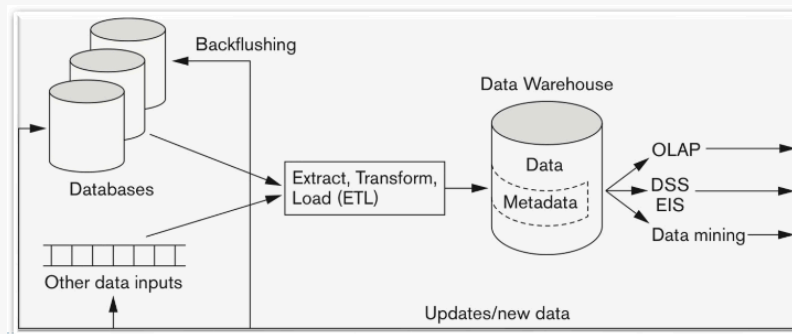 Backflushing
Data Warehouse
Databases
Extract, Transform,
Load (ETL)
Data
Metadata
OLAP
DSS
EIS
Data mining
Other data inputs
Updates/new data